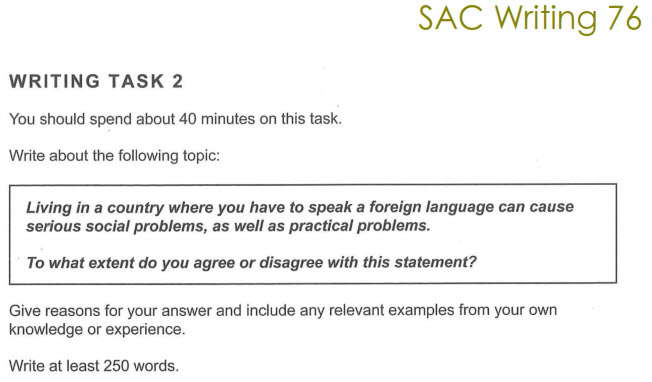 SAC Writing 76
WRITING TASK 2
You should spend about 40 minutes on this task.
Write about the following topic:
Living in a country where you have to speak a foreign language can cause
serious social problems, as well as practical problems.
To what extent do you agree or disagree with this statement?
Give reasons for your answer and include any relevant examples from your own
knowledge or experience.
Write at least 250 words.